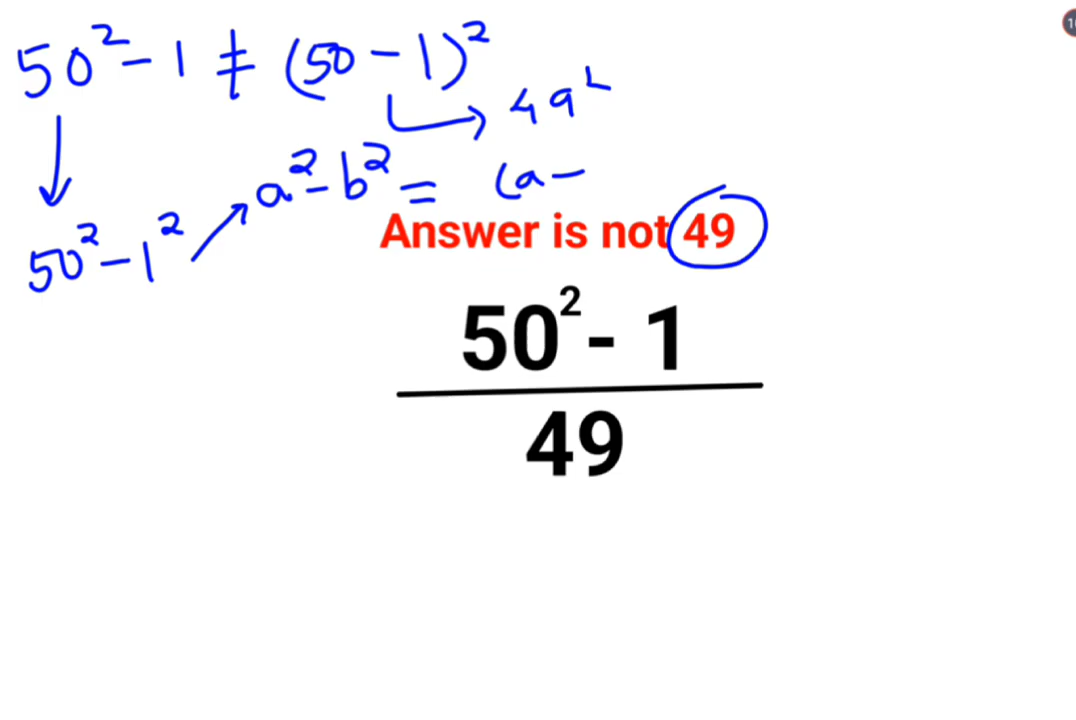 50² - 1 ≠ (50 - 1)²
49²
a² - b² = (a -
50² - 1²
Answer is not 49
50² - 1
49